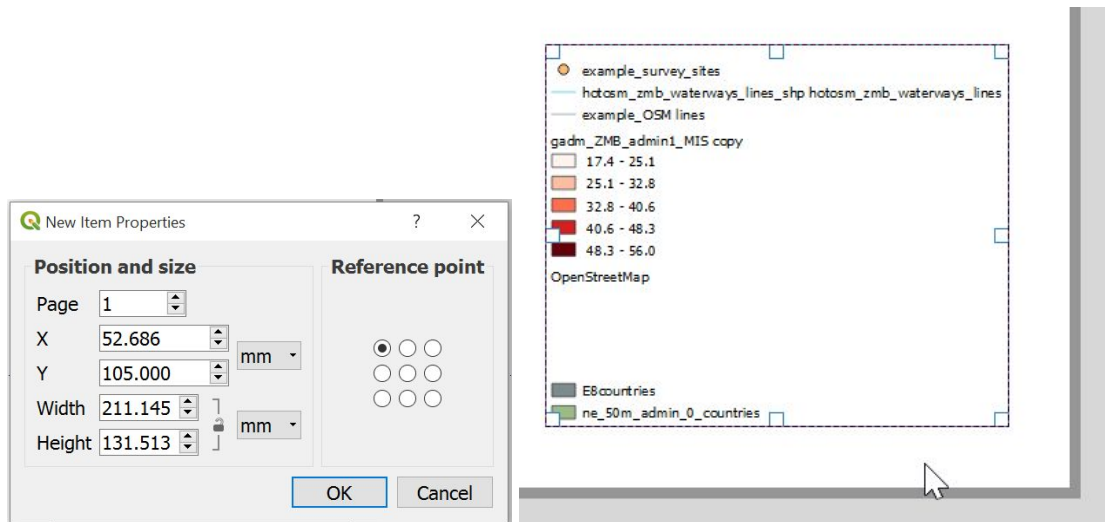 New Item Properties ? ×
Position and size
Page 1
X 52.686
Y 105.000
mm
Width 211.145
Height 131.513
mm
Reference point
OK Cancel
example_survey_sites
hotosm_zmb_waterways_lines_shp hotosm_zmb_waterways_lines
example_OSM lines
gadm_ZMB_admin1_MIS copy
17.4 - 25.1
25.1 - 32.8
32.8 - 40.6
40.6 - 48.3
48.3 - 56.0
OpenStreetMap
E8countries
ne_50m_admin_0_countries